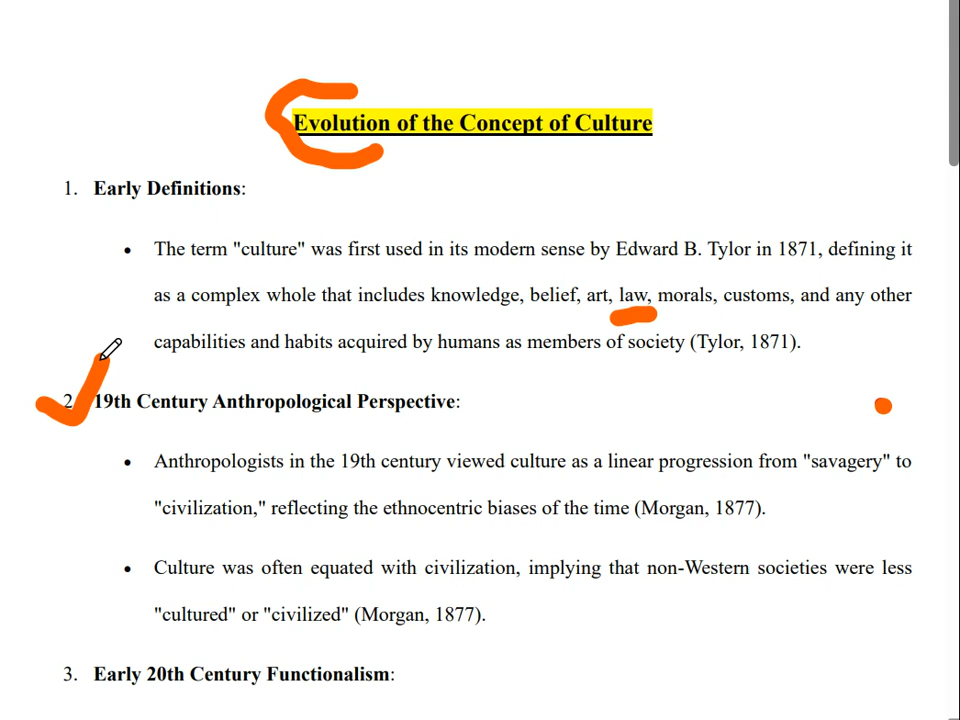 Evolution of the Concept of Culture
1. Early Definitions:
• The term "culture" was first used in its modern sense by Edward B. Tylor in 1871, defining it
as a complex whole that includes knowledge, belief, art, law, morals, customs, and any other
capabilities and habits acquired by humans as members of society (Tylor, 1871).
2. 19th Century Anthropological Perspective:
• Anthropologists in the 19th century viewed culture as a linear progression from "savagery" to
"civilization," reflecting the ethnocentric biases of the time (Morgan, 1877).
• Culture was often equated with civilization, implying that non-Western societies were less
"cultured" or "civilized" (Morgan, 1877).
3. Early 20th Century Functionalism: